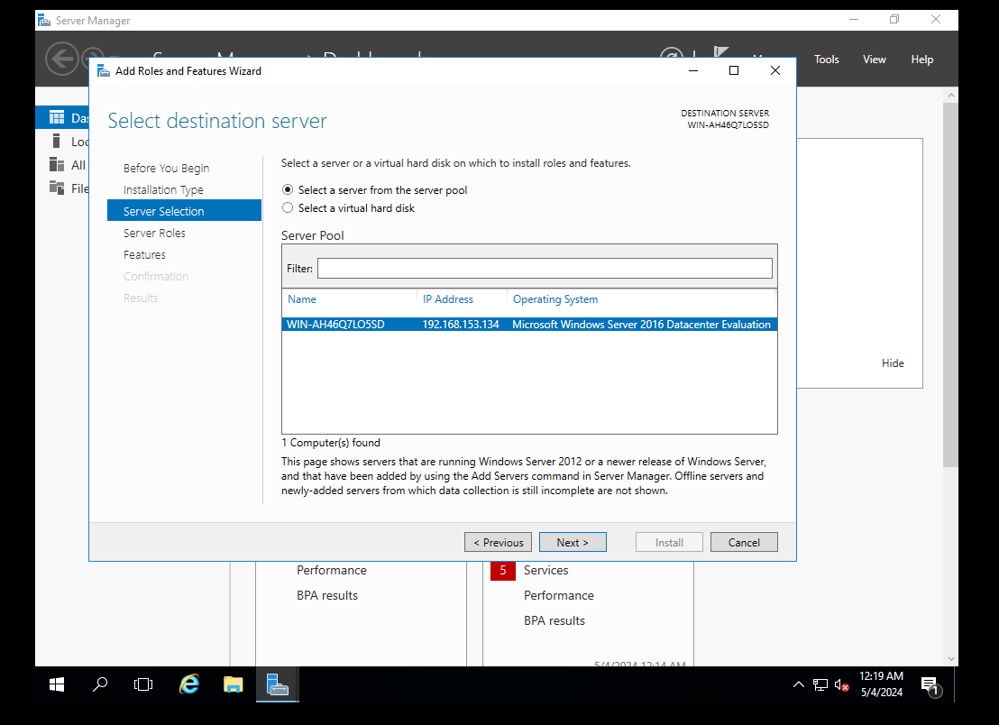 Server Manager
Tools View Help
Add Roles and Features Wizard
Select destination server
DESTINATION SERVER
WIN-AH46Q7LO5SD
Before You Begin
Installation Type
Server Selection
Server Roles
Features
Confirmation
Results
All
Select a server or a virtual hard disk on which to install roles and features.
Select a server from the server pool
Select a virtual hard disk
Server Pool
Filter:
Name IP Address Operating System
WIN-AH46Q7LO5SD 192.168.153.134 Microsoft Windows Server 2016 Datacenter Evaluation
1 Computer(s) found
This page shows servers that are running Windows Server 2012 or a newer release of Windows Server,
and that have been added by using the Add Servers command in Server Manager. Offline servers and
newly-added servers from which data collection is still incomplete are not shown.
< Previous Next > Install Cancel
Hide
Performance
BPA results
5 Services
Performance
BPA results
5/4/2024 12:14 AM
12:19 AM
5/4/2024
1